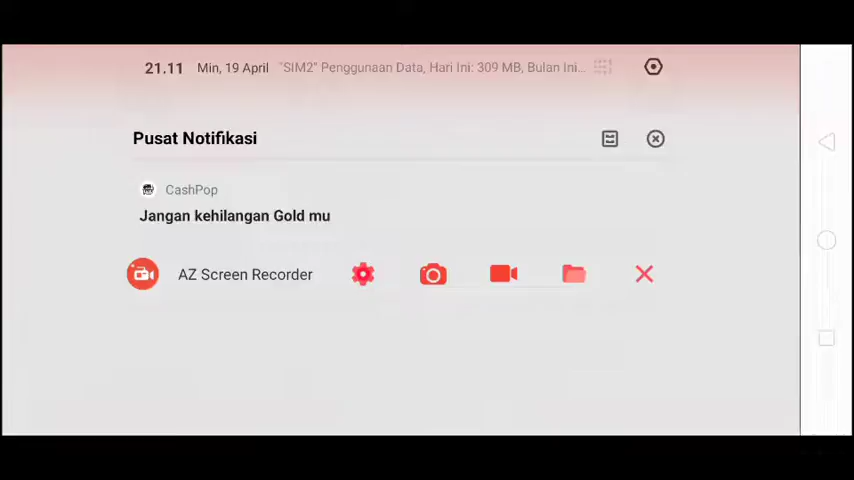 21.11 Min, 19 April "SIM2" Penggunaan Data, Hari Ini: 309 MB, Bulan Ini...
Pusat Notifikasi
CashPop
Jangan kehilangan Gold mu
AZ Screen Recorder